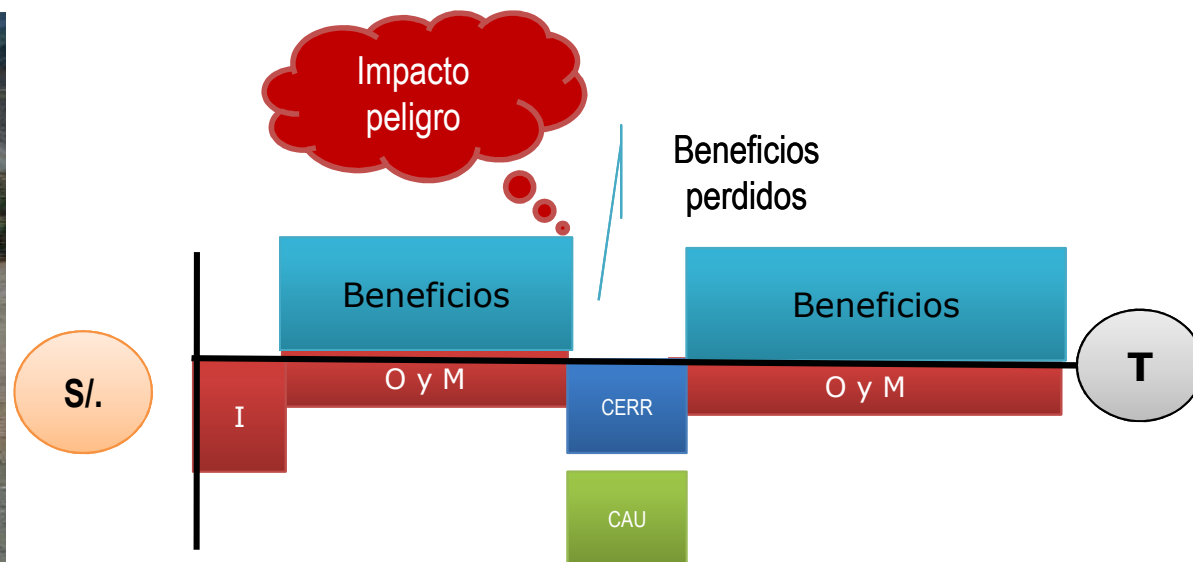 Impacto
peligro
Beneficios
perdidos
Beneficios
Beneficios
S/.
I
O y M
CERR
O y M
T
CAU